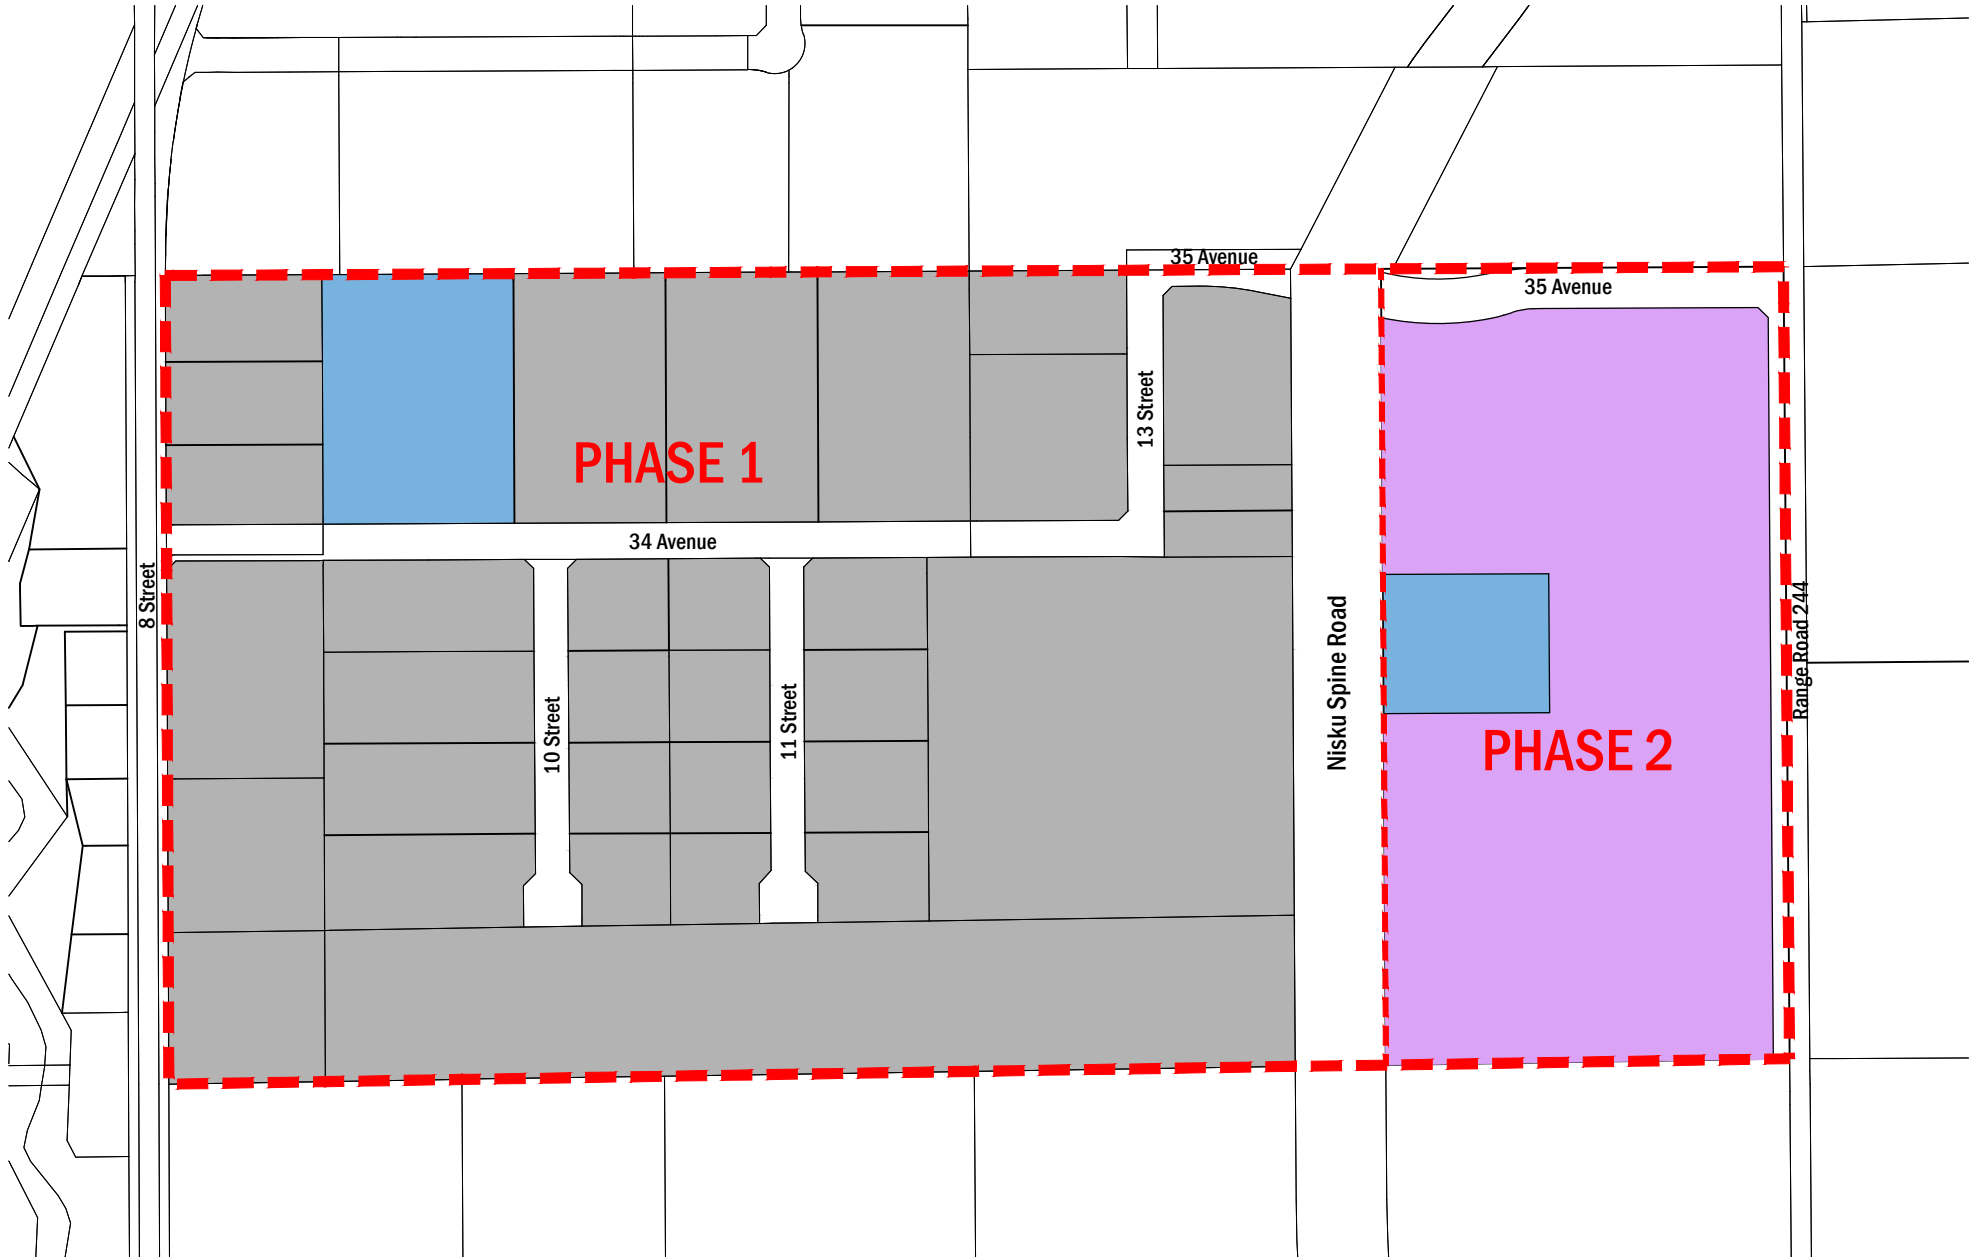 35 Avenue
35 Avenue
13 Street
PHASE 1
34 Avenue
8 Street
Nisku Spine Road
Range Road 244
10 Street
11 Street
PHASE 2